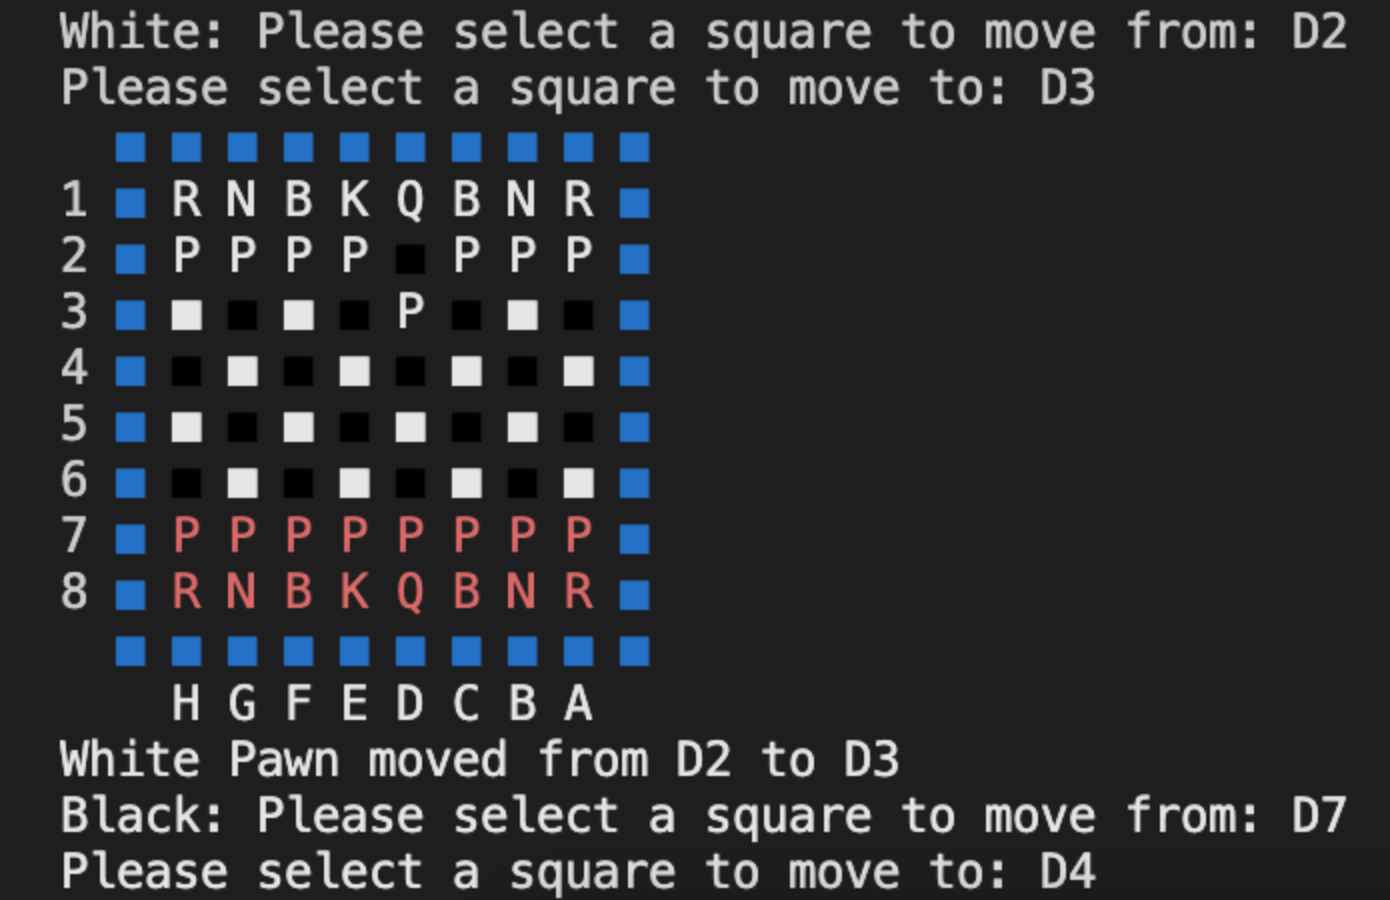 White: Please select a square to move from: D2
Please select a square to move to: D3
1 R N B K Q B N R
2 P P P P P P P
3 P
4
5
6
7 P P P P P P P P
8 R N B K Q B N R
H G F E D C B A
White Pawn moved from D2 to D3
Black: Please select a square to move from: D7
Please select a square to move to: D4